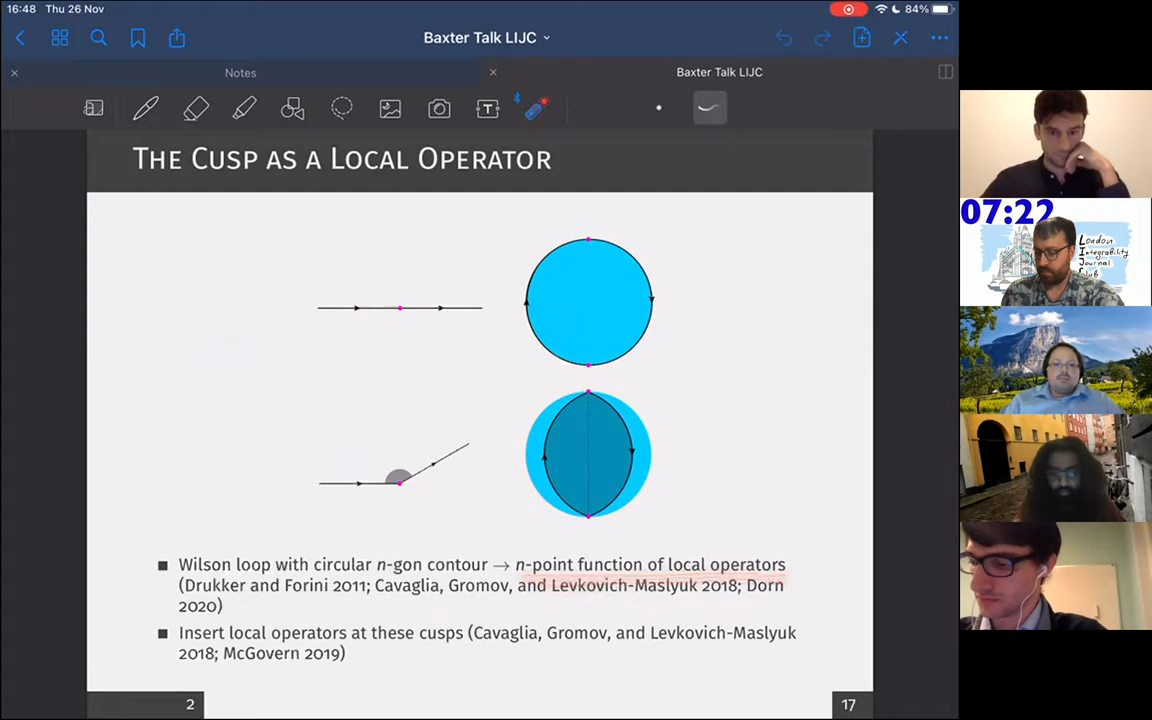 16:48 Thu 26 Nov
84%
Baxter Talk LIJC
Notes
Baxter Talk LIJC
T
THE CUSP AS A LOCAL OPERATOR
07:22
London
Integrability
Journal
Club
Wilson loop with circular n-gon contour → n-point function of local operators
(Drukker and Forini 2011; Cavaglia, Gromov, and Levkovich-Maslyuk 2018; Dorn
2020)
Insert local operators at these cusps (Cavaglia, Gromov, and Levkovich-Maslyuk
2018; McGovern 2019)
2
17